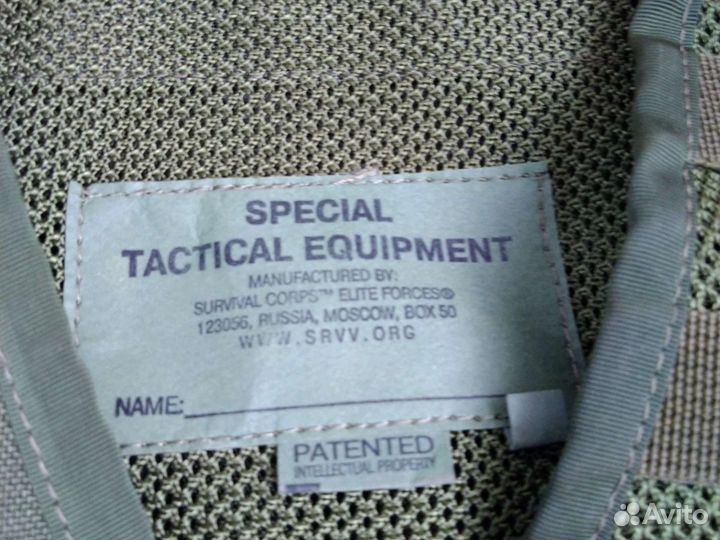 SPECIAL
TACTICAL EQUIPMENT
MANUFACTURED BY:
SURVIVAL CORPS™ ELITE FORCES®
123056, RUSSIA, MOSCOW, BOX 50
WWW.SRVV.ORG
NAME:
PATENTED
INTELLECTUAL PROPERTY
Avito